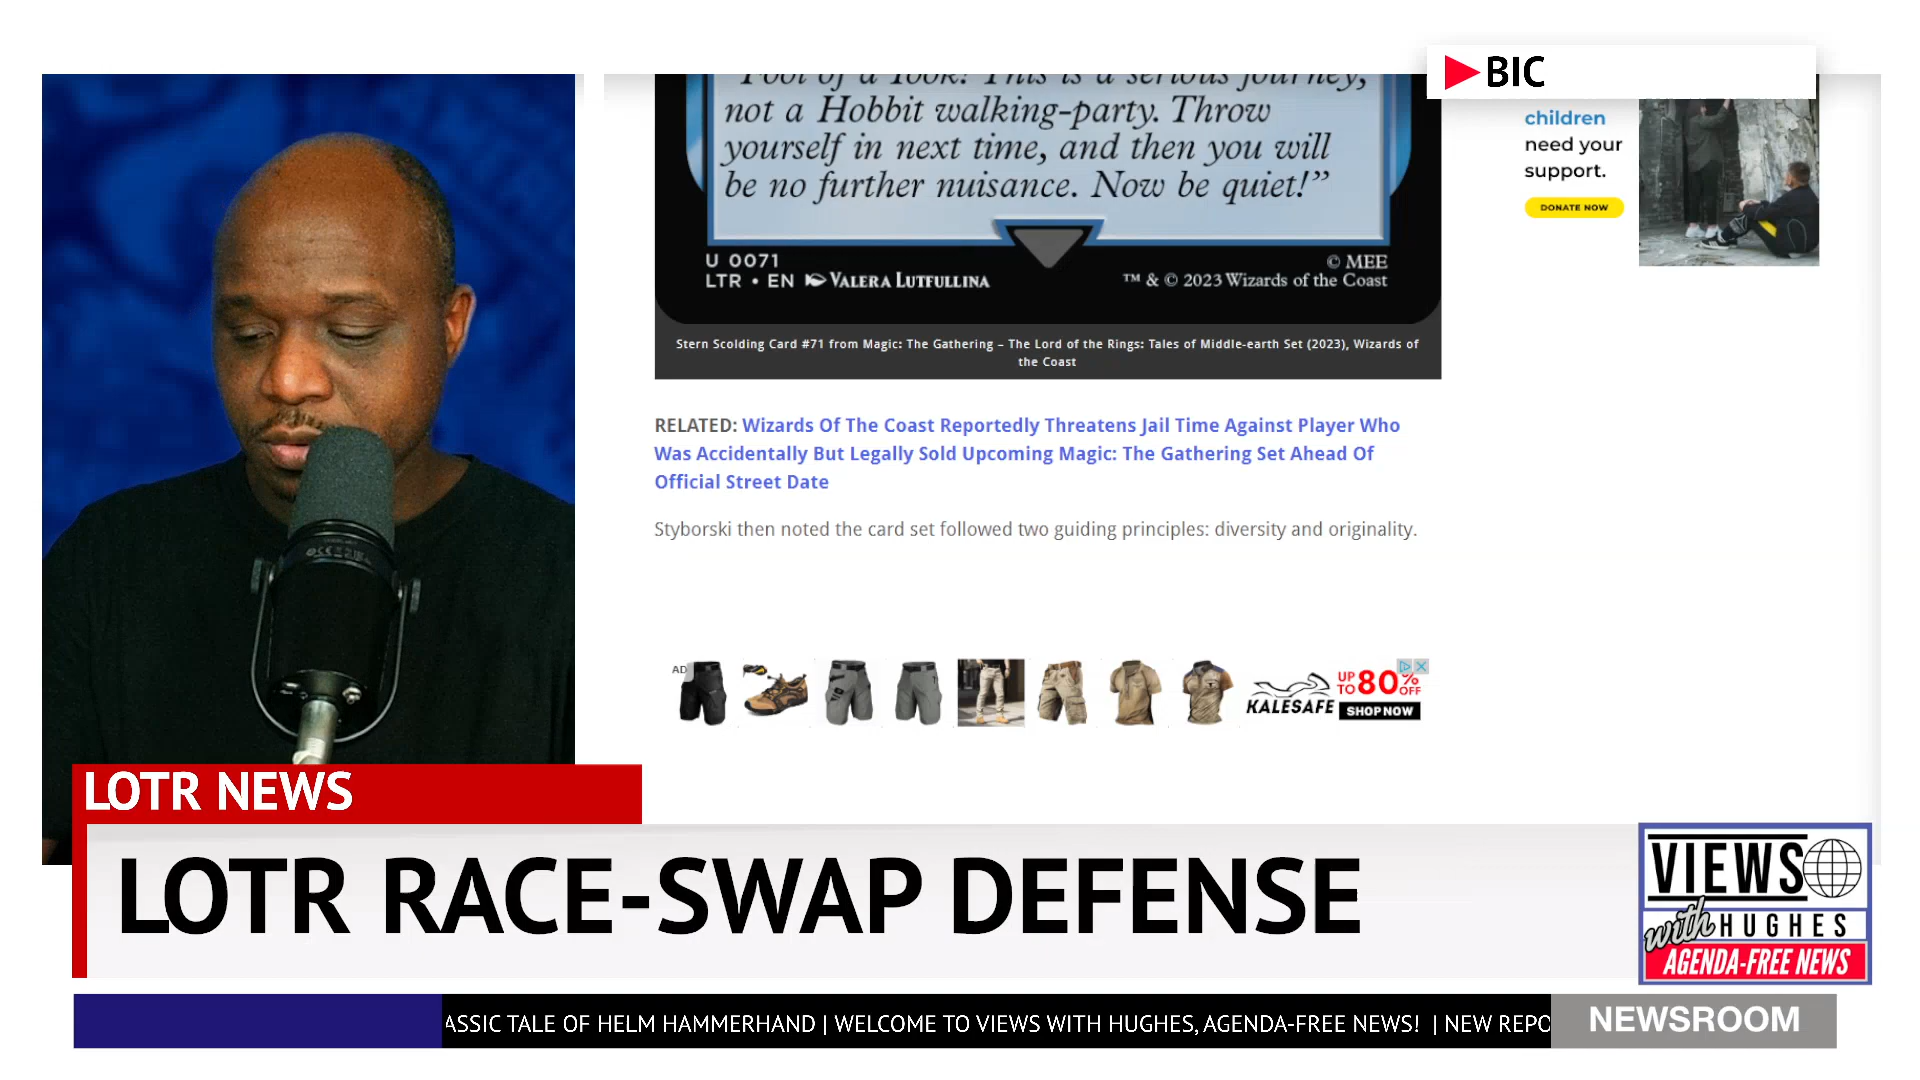 BIC
"Fool of a Took! This is a serious journey,
not a Hobbit walking-party. Throw
yourself in next time, and then you will
be no further nuisance. Now be quiet!"
U 0071
LTR • EN VALERA LUTFULLINA
© MEE
™ & © 2023 Wizards of the Coast
Stern Scolding Card #71 from Magic: The Gathering – The Lord of the Rings: Tales of Middle-earth Set (2023), Wizards of
the Coast
children
need your
support.
DONATE NOW
RELATED: Wizards Of The Coast Reportedly Threatens Jail Time Against Player Who
Was Accidentally But Legally Sold Upcoming Magic: The Gathering Set Ahead Of
Official Street Date
Styborski then noted the card set followed two guiding principles: diversity and originality.
AD
KALESAFE
UP
TO 80%
OFF
SHOP NOW
LOTR NEWS
LOTR RACE-SWAP DEFENSE
VIEWS
with HUGHES
AGENDA-FREE NEWS
ASSIC TALE OF HELM HAMMERHAND | WELCOME TO VIEWS WITH HUGHES, AGENDA-FREE NEWS! | NEW REPO
NEWSROOM